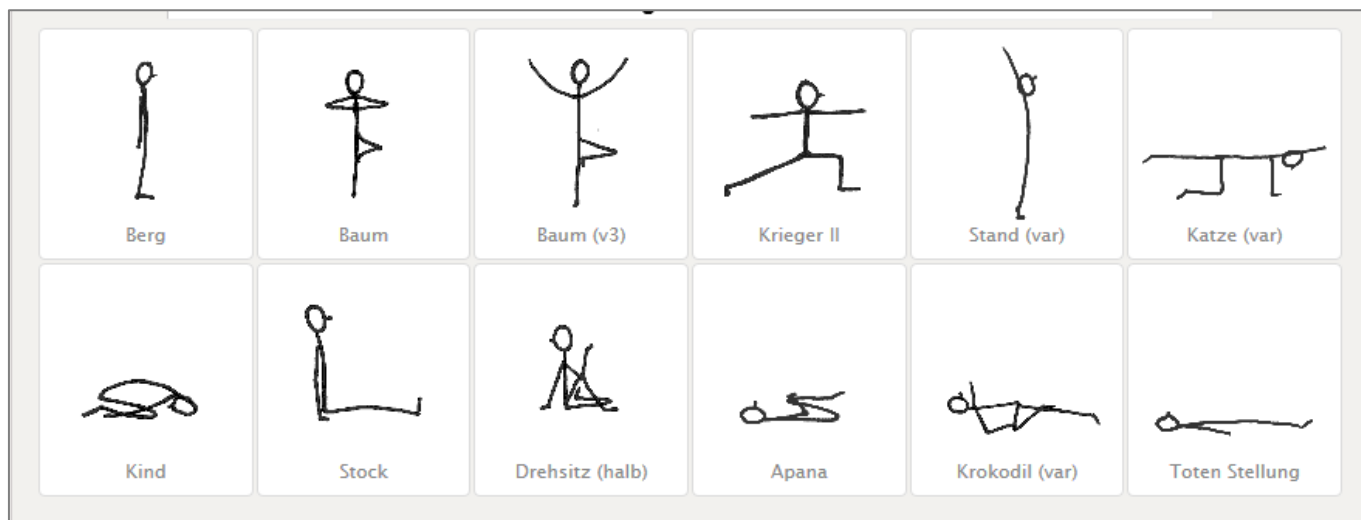 Berg
Baum
Baum (v3)
Krieger II
Stand (var)
Katze (var)
Kind
Stock
Drehsitz (halb)
Apana
Krokodil (var)
Toten Stellung